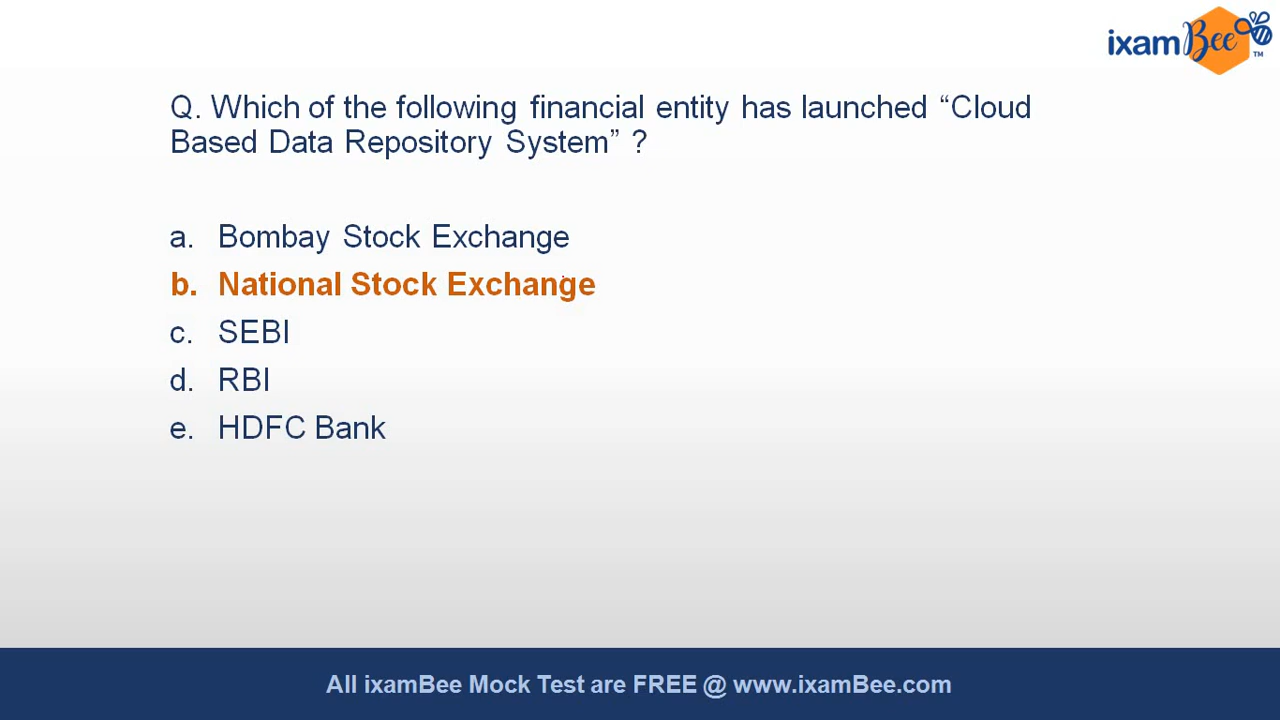 ixamBee™
Q. Which of the following financial entity has launched “Cloud
Based Data Repository System” ?
a. Bombay Stock Exchange
b. National Stock Exchange
c. SEBI
d. RBI
e. HDFC Bank
All ixamBee Mock Test are FREE @ www.ixamBee.com